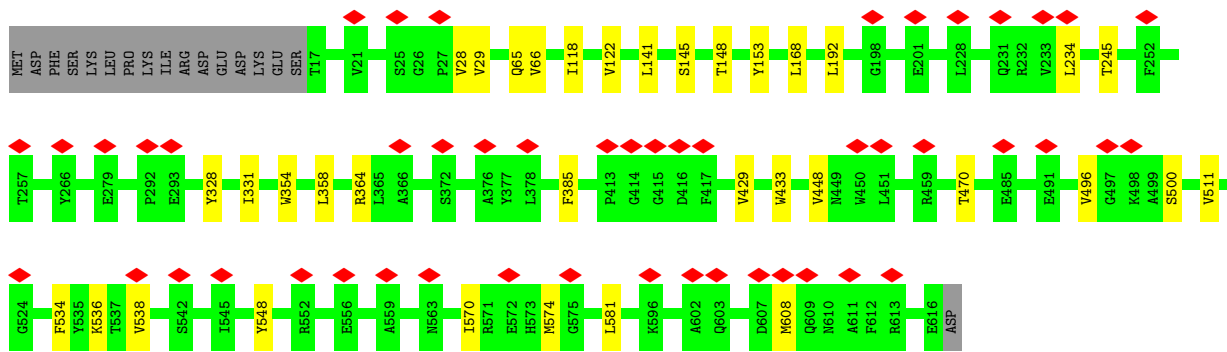 MET ASP PHE SER LYS LEU PRO LYS ILE ARG ASP GLU ASP LYS GLU SER T17 V21 S25 G26 P27 V28 V29 Q65 V66 I118 V122 L141 S145 T148 Y153 L168 L192 G198 E201 L228 Q231 R232 V233 L234 T245 F252
T257 Y266 E279 P292 E293 Y328 I331 W354 L358 R364 L365 A366 S372 A376 Y377 L378 F385 P413 G414 G415 D416 F417 V429 W433 V448 N449 W450 L451 R459 T470 E485 E491 V496 G497 K498 A499 S500 V511
G524 F534 Y535 K536 T537 V538 S542 I545 Y548 R552 E556 A559 N563 I570 R571 E572 H573 M574 G575 L581 K596 A602 Q603 D607 M608 Q609 N610 A611 F612 R613 E616 ASP